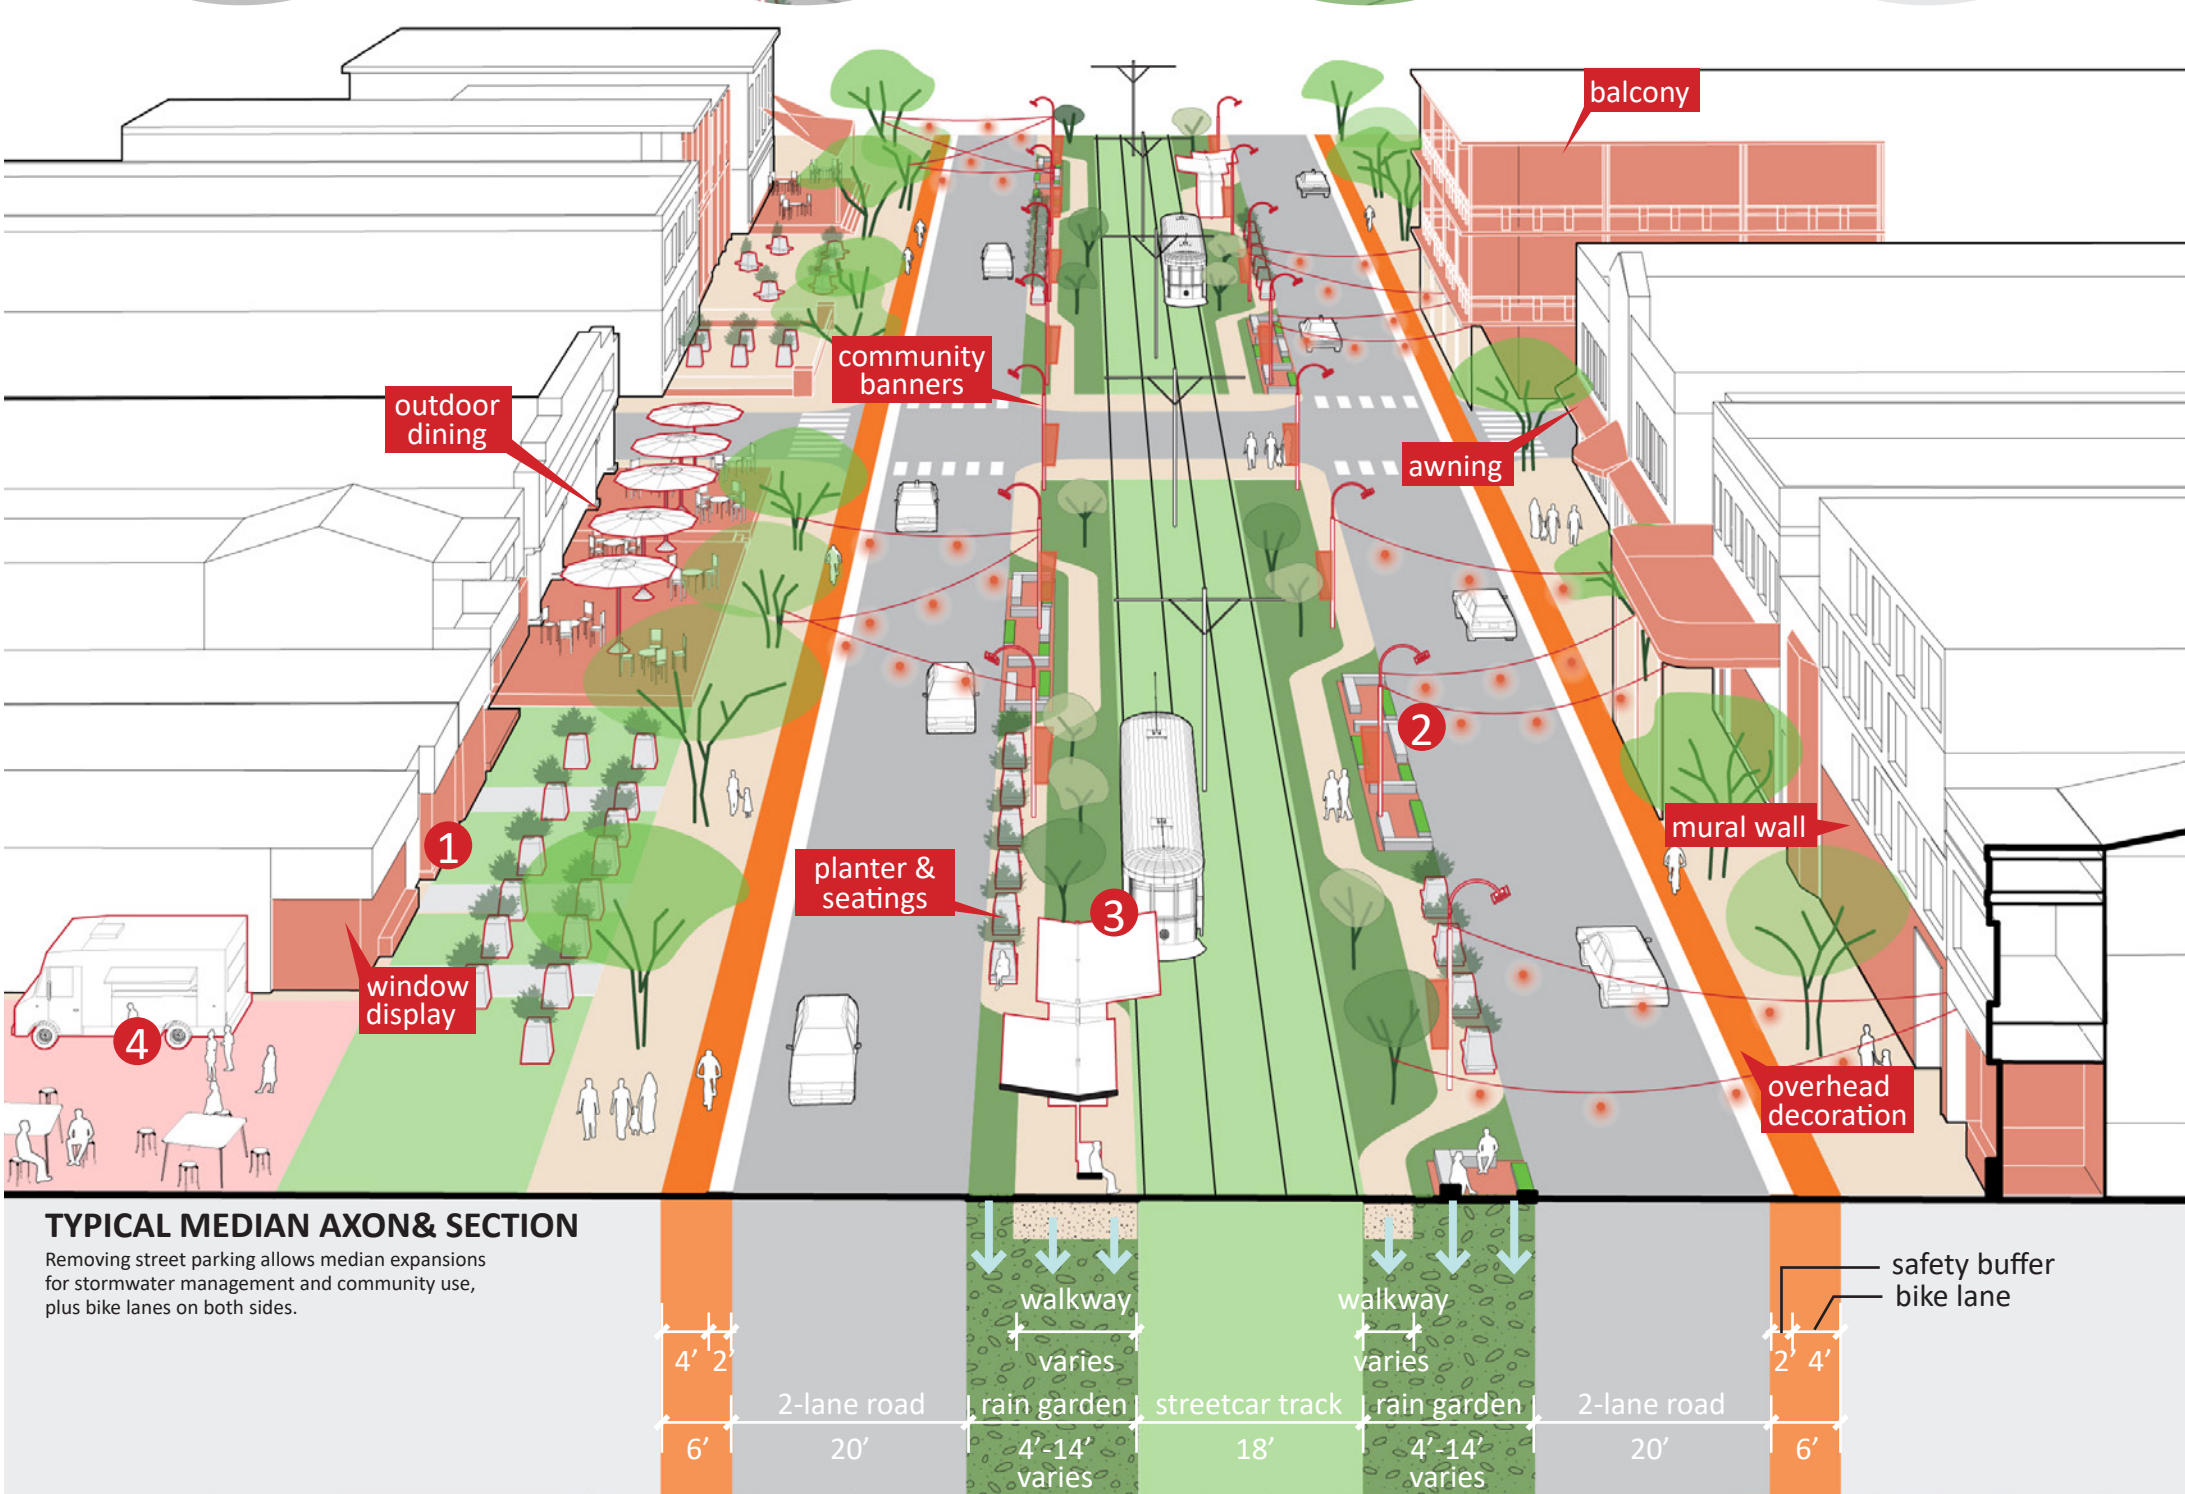 balcony
community
banners
outdoor
dining
awning
2
mural wall
1
planter &
seatings
3
window
display
4
overhead
decoration
TYPICAL MEDIAN AXON& SECTION
Removing street parking allows median expansions
for stormwater management and community use,
plus bike lanes on both sides.
safety buffer
bike lane
walkway
walkway
4’ 2’
varies
varies
2’ 4’
2-lane road
rain garden
streetcar track
rain garden
2-lane road
6’
20’
4’-14’
varies
18’
4’-14’
varies
20’
6’